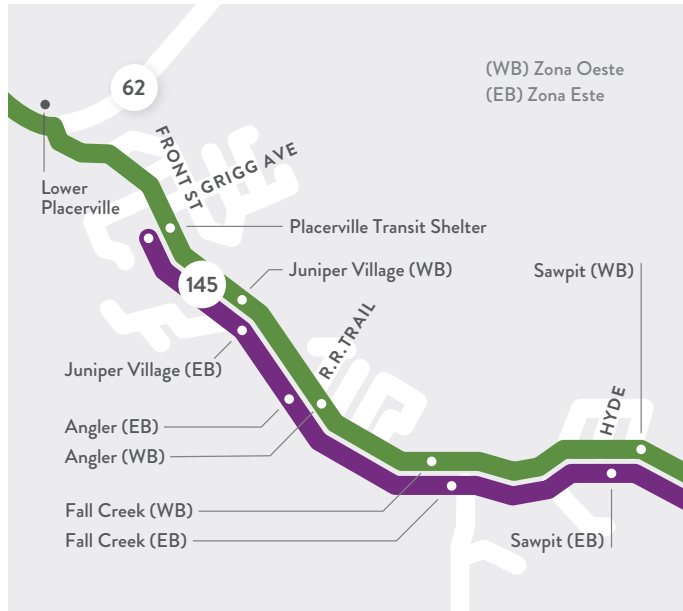 (WB) Zona Oeste
(EB) Zona Este
62
FRONT ST
GRIGG AVE
Lower
Placerville
Placerville Transit Shelter
145
Juniper Village (WB)
Sawpit (WB)
R.R.TRAIL
Juniper Village (EB)
HYDE
Angler (EB)
Angler (WB)
Fall Creek (WB)
Fall Creek (EB)
Sawpit (EB)